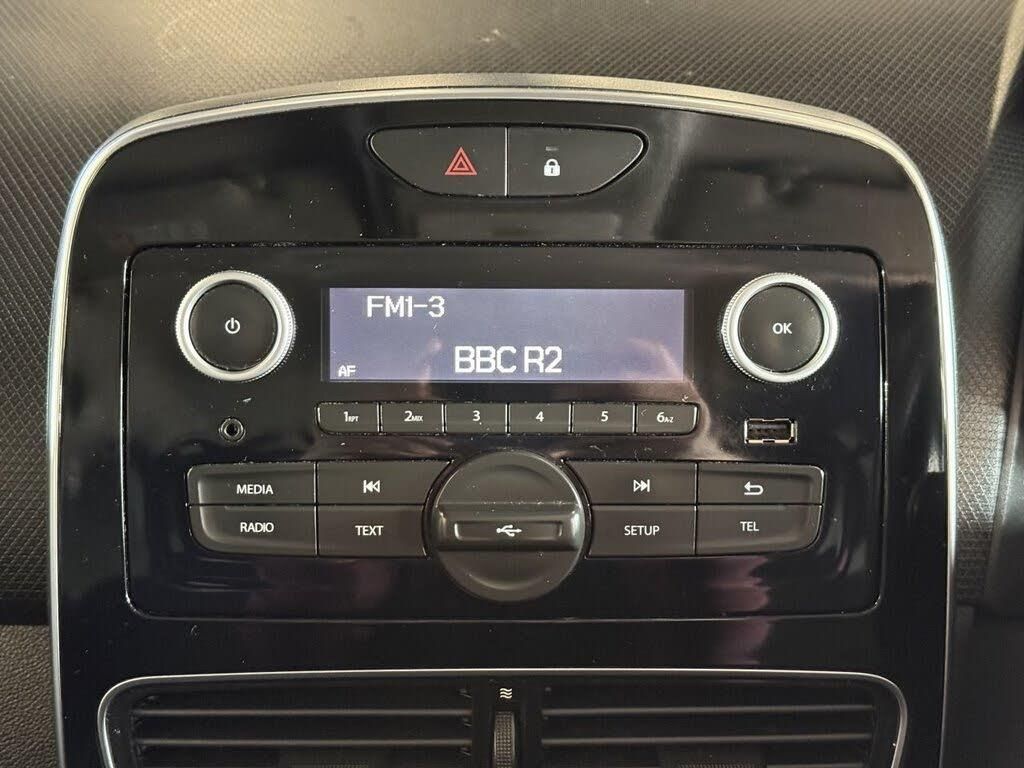 FM1-3
BBC R2
AF
OK
1RPT 2MIX 3 4 5 6A-Z
MEDIA
RADIO TEXT SETUP TEL